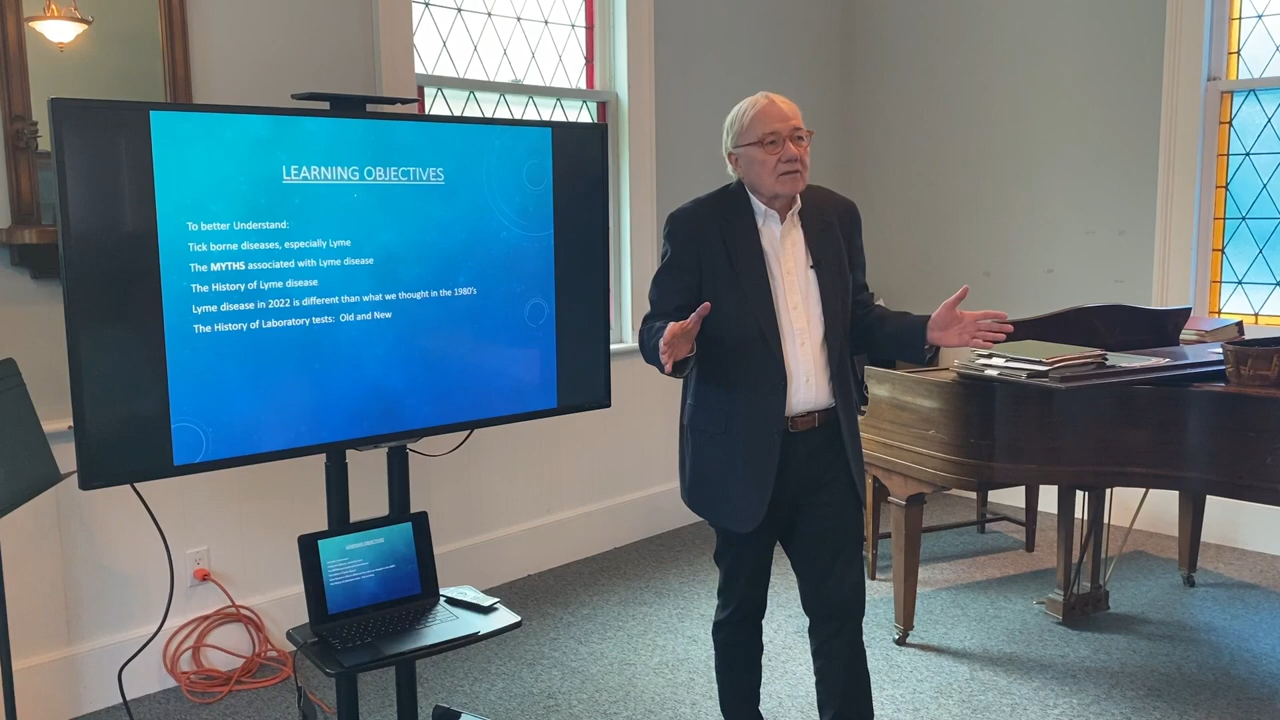 LEARNING OBJECTIVES
To better Understand:
Tick borne diseases, especially Lyme
The MYTHS associated with Lyme disease
The History of Lyme disease
Lyme disease in 2022 is different than what we thought in the 1980's
The History of Laboratory tests: Old and New
LEARNING OBJECTIVES